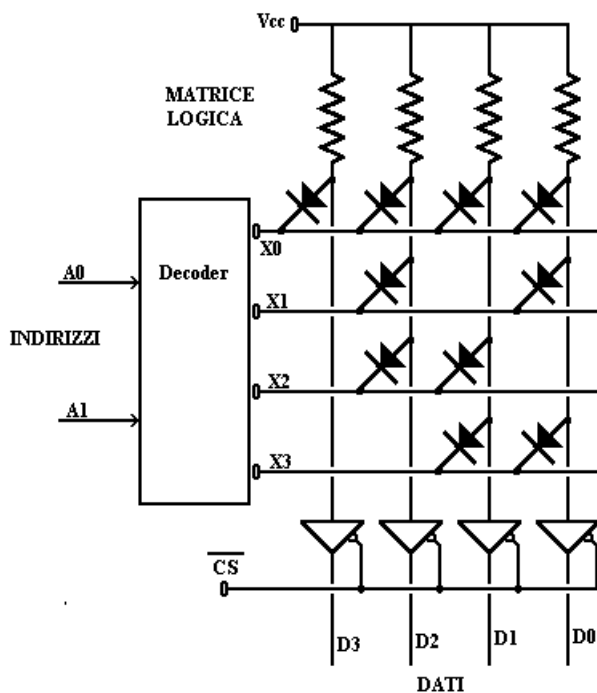 Vcc
MATRICE
LOGICA
X0
Decoder
A0
X1
INDIRIZZI
X2
A1
X3
CS
D3
D2
D1
D0
DATI